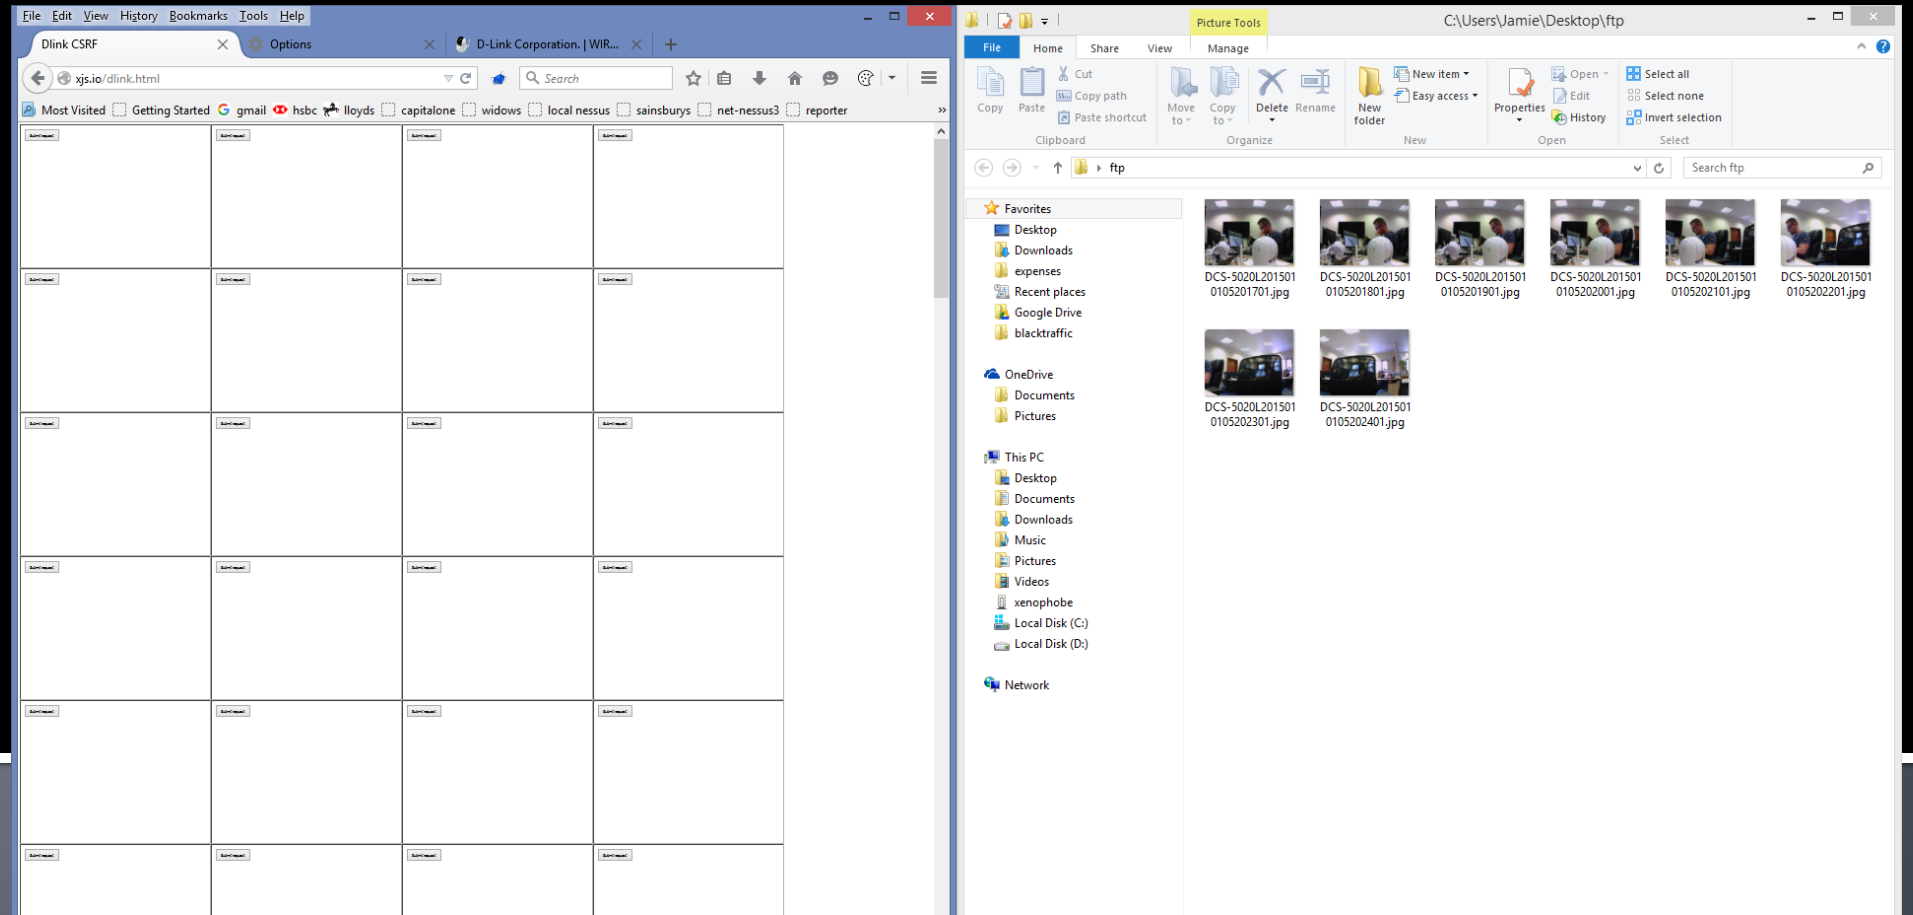 File Edit View History Bookmarks Tools Help
Dlink CSRF
Options
D-Link Corporation. | WIR...
xjs.io/dlink.html
Search
Most Visited Getting Started gmail hsbc lloyds capitalone widows local nessus sainsburys net-nessus3 reporter »
Picture Tools
C:\Users\Jamie\Desktop\ftp
File Home Share View Manage
Copy
Paste
Cut
Copy path
Paste shortcut
Clipboard
Move to
Copy to
Delete
Rename
Organize
New folder
New item
Easy access
New
Properties
Open
Edit
History
Open
Select all
Select none
Invert selection
Select
ftp
Search ftp
Favorites
Desktop
Downloads
expenses
Recent places
Google Drive
blacktraffic
OneDrive
Documents
Pictures
This PC
Desktop
Documents
Downloads
Music
Pictures
Videos
xenophobe
Local Disk (C:)
Local Disk (D:)
Network
DCS-5020L201501
0105201701.jpg
DCS-5020L201501
0105201801.jpg
DCS-5020L201501
0105201901.jpg
DCS-5020L201501
0105202001.jpg
DCS-5020L201501
0105202101.jpg
DCS-5020L201501
0105202201.jpg
DCS-5020L201501
0105202301.jpg
DCS-5020L201501
0105202401.jpg